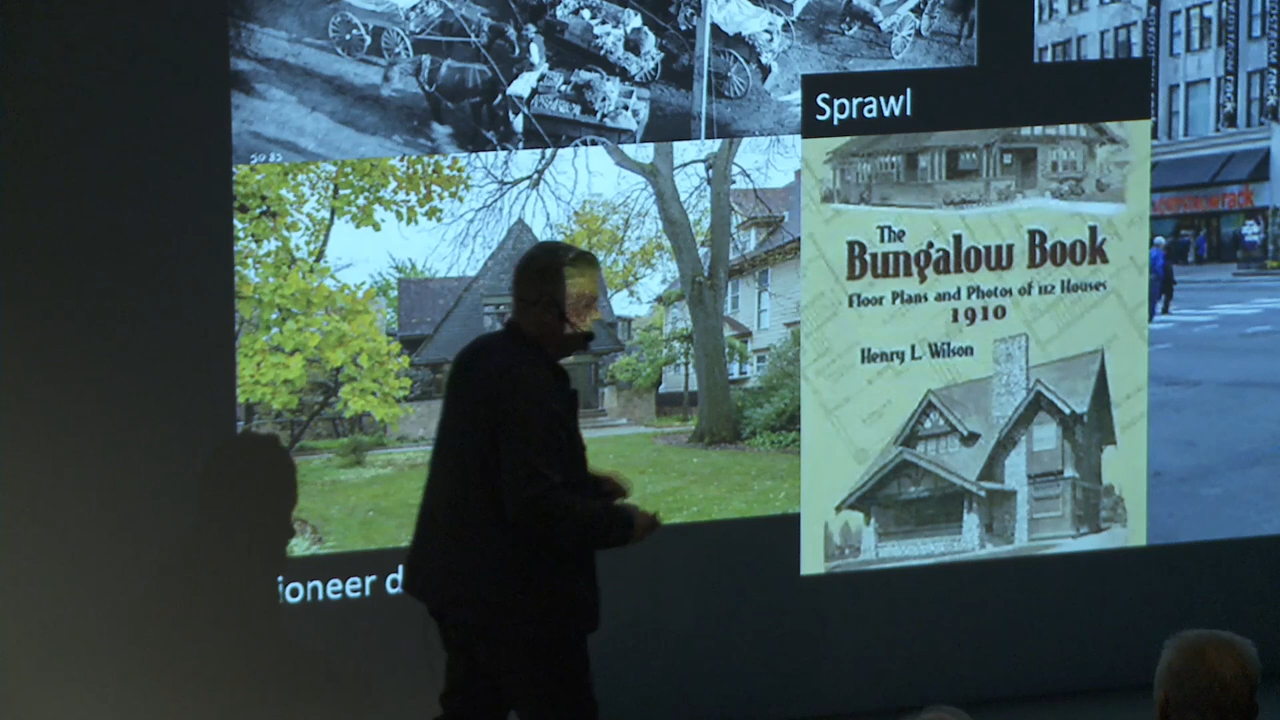 Sprawl
The
Bungalow Book
Floor Plans and Photos of 112 Houses
1910
Henry L. Wilson
ioneer d